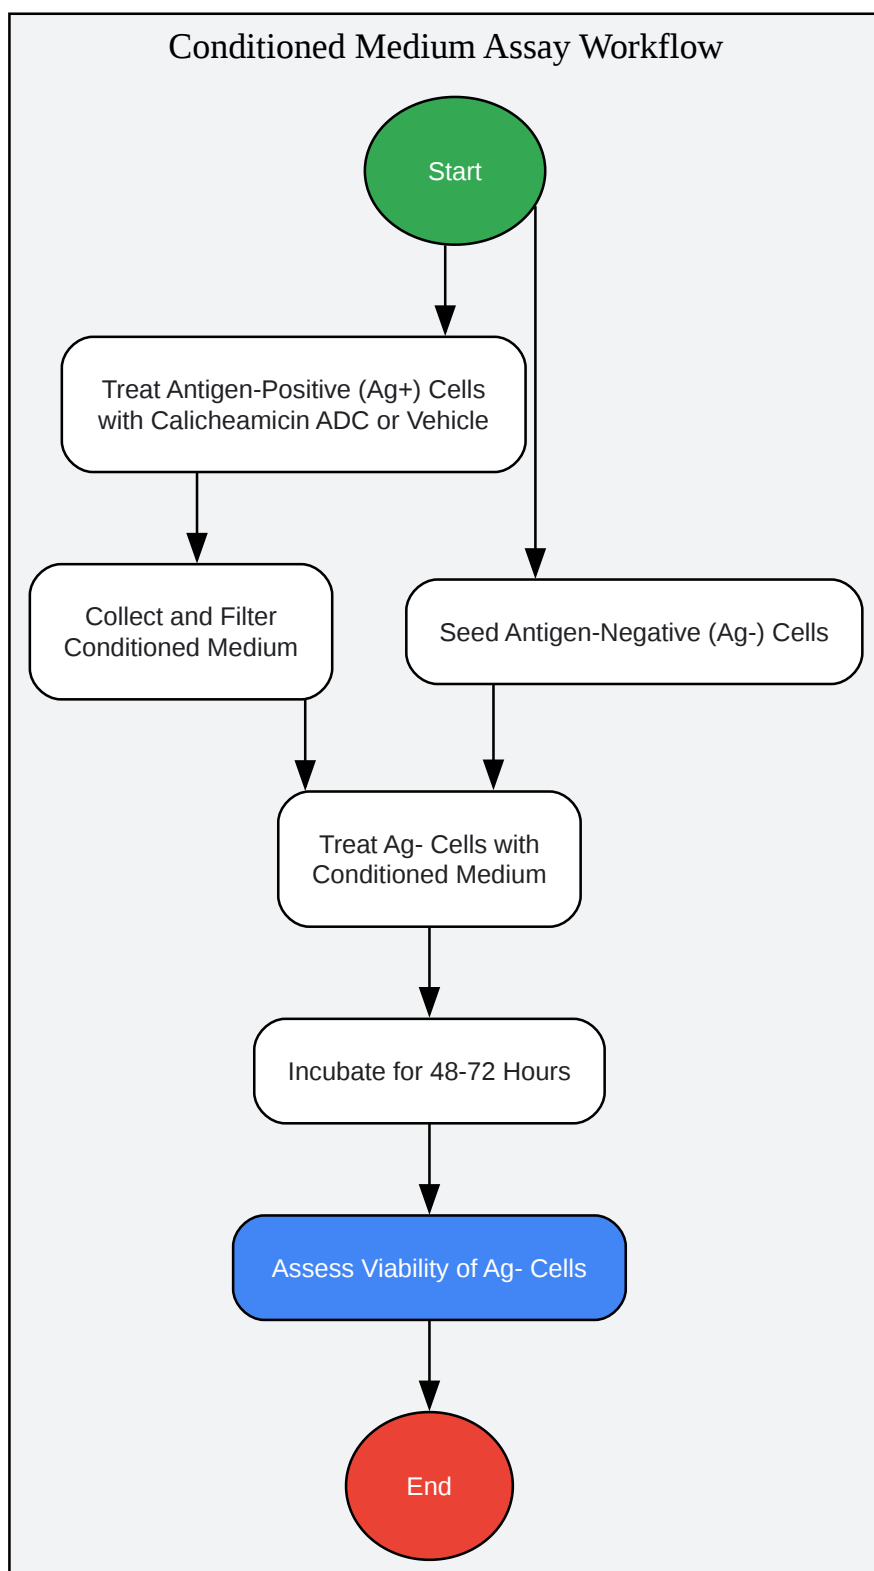 Conditioned Medium Assay Workflow
Start
Treat Antigen-Positive (Ag+) Cells
with Calicheamicin ADC or Vehicle
Collect and Filter
Conditioned Medium
Seed Antigen-Negative (Ag-) Cells
Treat Ag- Cells with
Conditioned Medium
Incubate for 48-72 Hours
Assess Viability of Ag- Cells
End